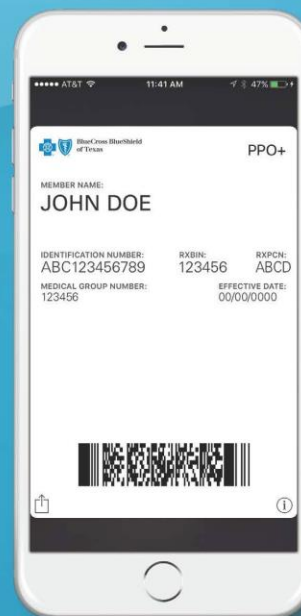 AT&T 11:41 AM 47%
BlueCross BlueShield
of Texas
PPO+
MEMBER NAME:
JOHN DOE
IDENTIFICATION NUMBER: RXBIN: RXPCN:
ABC123456789 123456 ABCD
MEDICAL GROUP NUMBER: EFFECTIVE DATE:
123456 00/00/0000